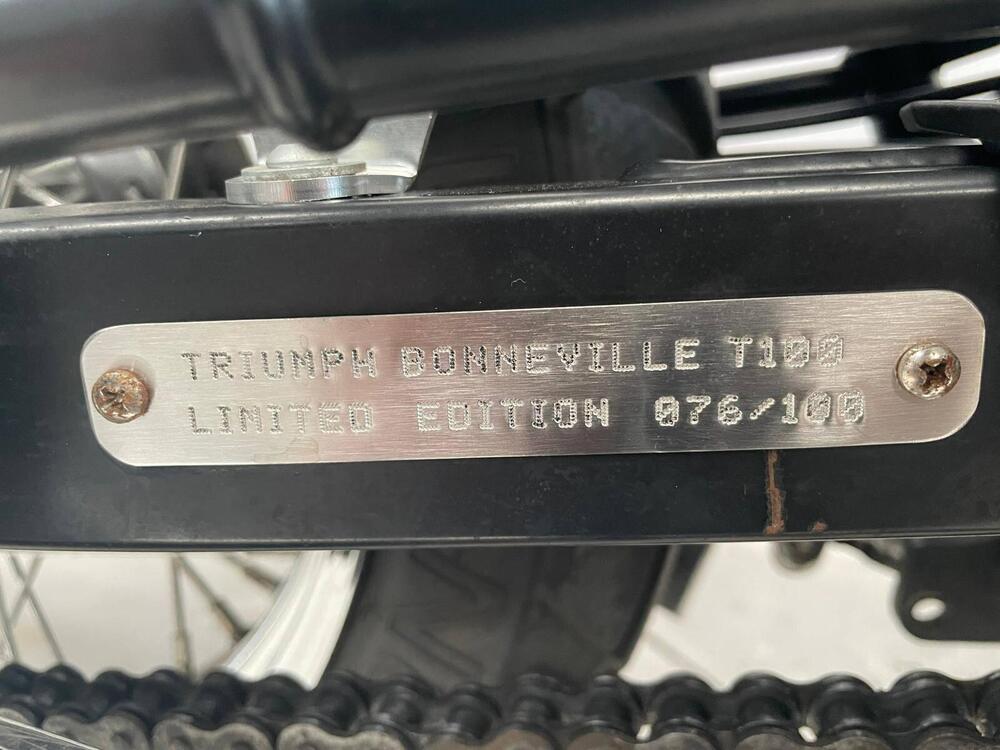 TRIUMPH BONNEVILLE T100
LIMITED EDITION 076/100